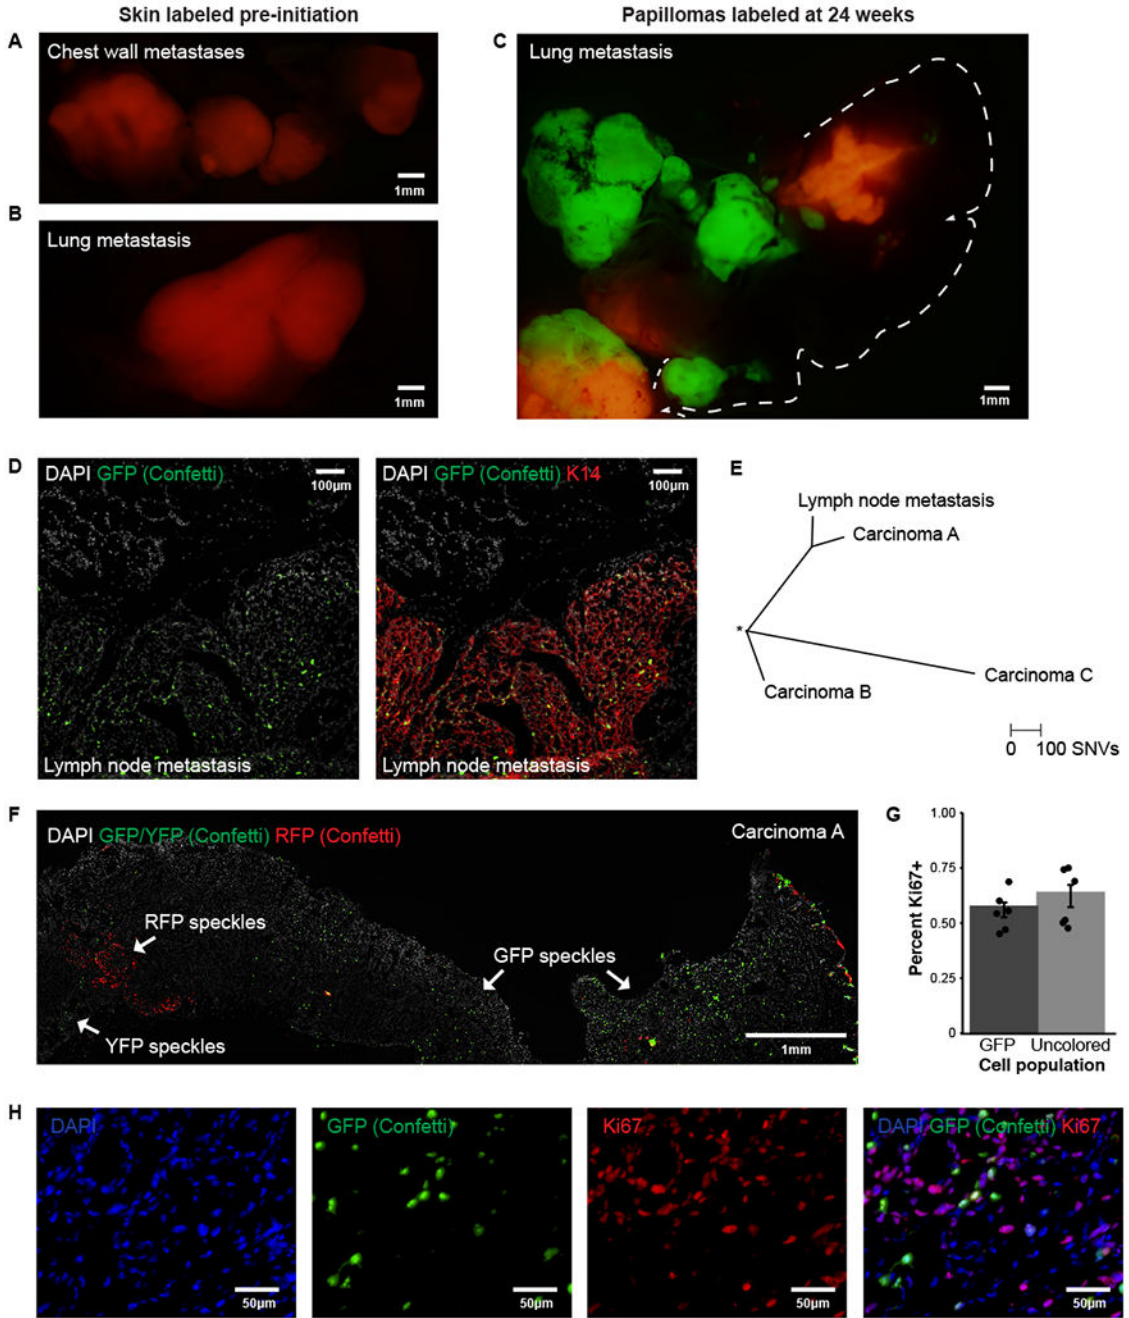 Skin labeled pre-initiation
Papillomas labeled at 24 weeks
A
Chest wall metastases
1mm
B
Lung metastasis
1mm
C
Lung metastasis
1mm
D
DAPI GFP (Confetti)
100µm
Lymph node metastasis
DAPI GFP (Confetti) K14
100µm
Lymph node metastasis
E
Lymph node metastasis
Carcinoma A
*
Carcinoma C
Carcinoma B
0 100 SNVs
F
DAPI GFP/YFP (Confetti) RFP (Confetti)
Carcinoma A
RFP speckles
GFP speckles
YFP speckles
1mm
G
1.00
0.75
0.50
0.25
0
Percent Ki67+
GFP Uncolored
Cell population
H
DAPI
50µm
GFP (Confetti)
50µm
Ki67
50µm
DAPI GFP (Confetti) Ki67
50µm